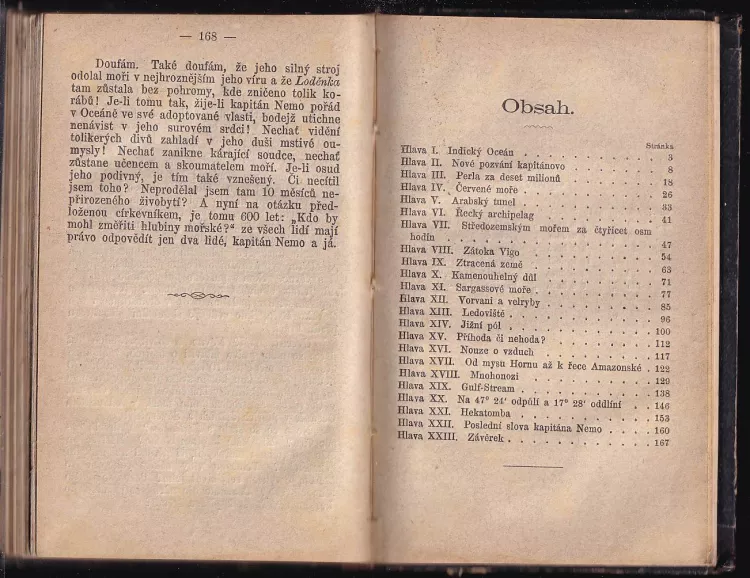 — 168 —
Doufám. Také doufám, že jeho silný stroj
odolal moři v nejhroznějším jeho víru a že Loděnka
tam zůstala bez pohromy, kde zničeno tolik ko-
rábů! Je-li tomu tak, žije-li kapitán Nemo pořád
v Oceáně ve své adoptované vlasti, bodejž utichne
nenávist v jeho surovém srdci! Nechať vidění
tolikerých divů zahladí v jeho duši mstivé ou-
mysly! Nechať zanikne kárající soudce, nechať
zůstane učencem a skoumatelem moří. Je-li osud
jeho podivný, je tím také vznešený. Či necítil
jsem toho? Neprodělal jsem tam 10 měsíců ne-
přirozeného živobytí? A nyní na otázku před-
loženou církevníkem, je tomu 600 let: „Kdo by
mohl změřiti hlubiny mořské?“ ze všech lidí mají
právo odpovědít jen dva lidé, kapitán Nemo a já.
Obsah.
Stránka
Hlava I. Indický Oceán . . . . . . . . . . . 3
Hlava II. Nové pozvání kapitánovo . . . . . . . . 8
Hlava III. Perla za deset milionů . . . . . . . . 18
Hlava IV. Červené moře . . . . . . . . . . . 26
Hlava V. Arabský tunel . . . . . . . . . . . 33
Hlava VI. Řecký archipelag . . . . . . . . . . 41
Hlava VII. Středozemským mořem za čtyřicet osm
hodin . . . . . . . . . . . . . . . 47
Hlava VIII. Zátoka Vigo . . . . . . . . . . . 54
Hlava IX. Ztracená země . . . . . . . . . . . 63
Hlava X. Kamenouhelný důl . . . . . . . . . . 71
Hlava XI. Sargassové moře . . . . . . . . . . 77
Hlava XII. Vorvani a velryby . . . . . . . . . 85
Hlava XIII. Ledoviště . . . . . . . . . . . . 96
Hlava XIV. Jižní pól . . . . . . . . . . . . 100
Hlava XV. Příhoda či nehoda? . . . . . . . . . 112
Hlava XVI. Nouze o vzduch . . . . . . . . . . 117
Hlava XVII. Od mysu Hornu až k řece Amazonské . 122
Hlava XVIII. Mnohonozi . . . . . . . . . . . 129
Hlava XIX. Gulf-Stream . . . . . . . . . . . 138
Hlava XX. Na 47° 24′ odpúlí a 17° 28′ oddlíní . . . 146
Hlava XXI. Hekatomba . . . . . . . . . . . 153
Hlava XXII. Poslední slova kapitána Nemo . . . . 160
Hlava XXIII. Závěrek . . . . . . . . . . . . 167